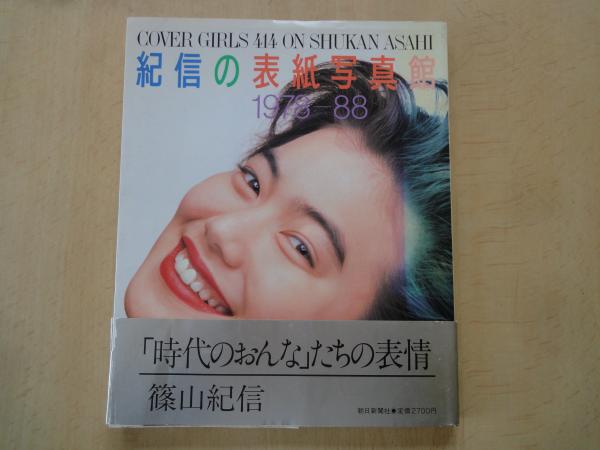 COVER GIRLS 414 ON SHUKAN ASAHI
紀信の表紙写真館
1978-88
「時代のおんな」たちの表情
篠山紀信
朝日新聞社●定価2700円